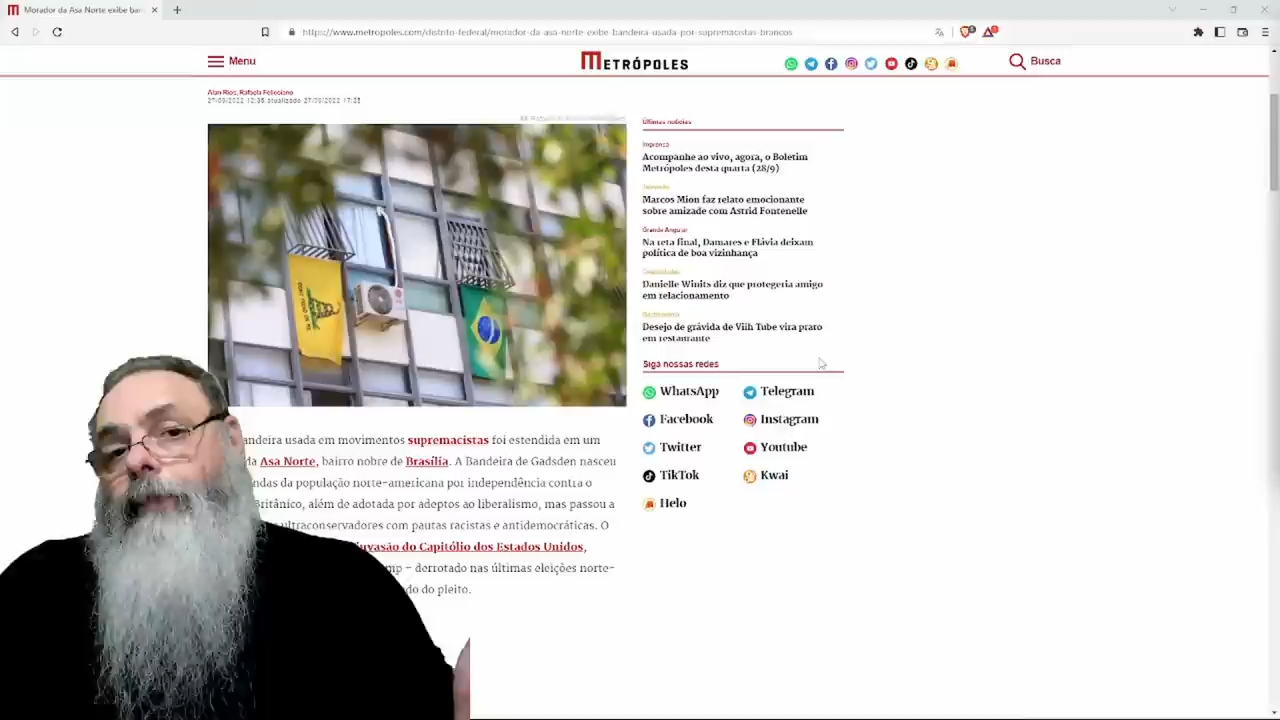 Morador da Asa Norte exibe ban
https://www.metropoles.com/distrito-federal/morador-da-asa-norte-exibe-bandeira-usada-por-supremacistas-brancos
Menu
METRÓPOLES
Busca
Alan Rios, Rafaela Felicciano
27/09/2022 12:35, atualizado 27/09/2022 17:25
andeira usada em movimentos supremacistas foi estendida em um
da Asa Norte, bairro nobre de Brasília. A Bandeira de Gadsden nasceu
ndas da população norte-americana por independência contra o
Britânico, além de adotada por adeptos ao liberalismo, mas passou a
ultraconservadores com pautas racistas e antidemocráticas. O
invasão do Capitólio dos Estados Unidos,
mp – derrotado nas últimas eleições norte-
do do pleito.
Últimas notícias
Imprensa
Acompanhe ao vivo, agora, o Boletim
Metrópoles desta quarta (28/9)
Televisão
Marcos Mion faz relato emocionante
sobre amizade com Astrid Fontenelle
Grande Angular
Na reta final, Damares e Flávia deixam
política de boa vizinhança
Celebridades
Danielle Winits diz que protegeria amigo
em relacionamento
Gastronomia
Desejo de grávida de Viih Tube vira prato
em restaurante
Siga nossas redes
WhatsApp
Telegram
Facebook
Instagram
Twitter
Youtube
TikTok
Kwai
Helo